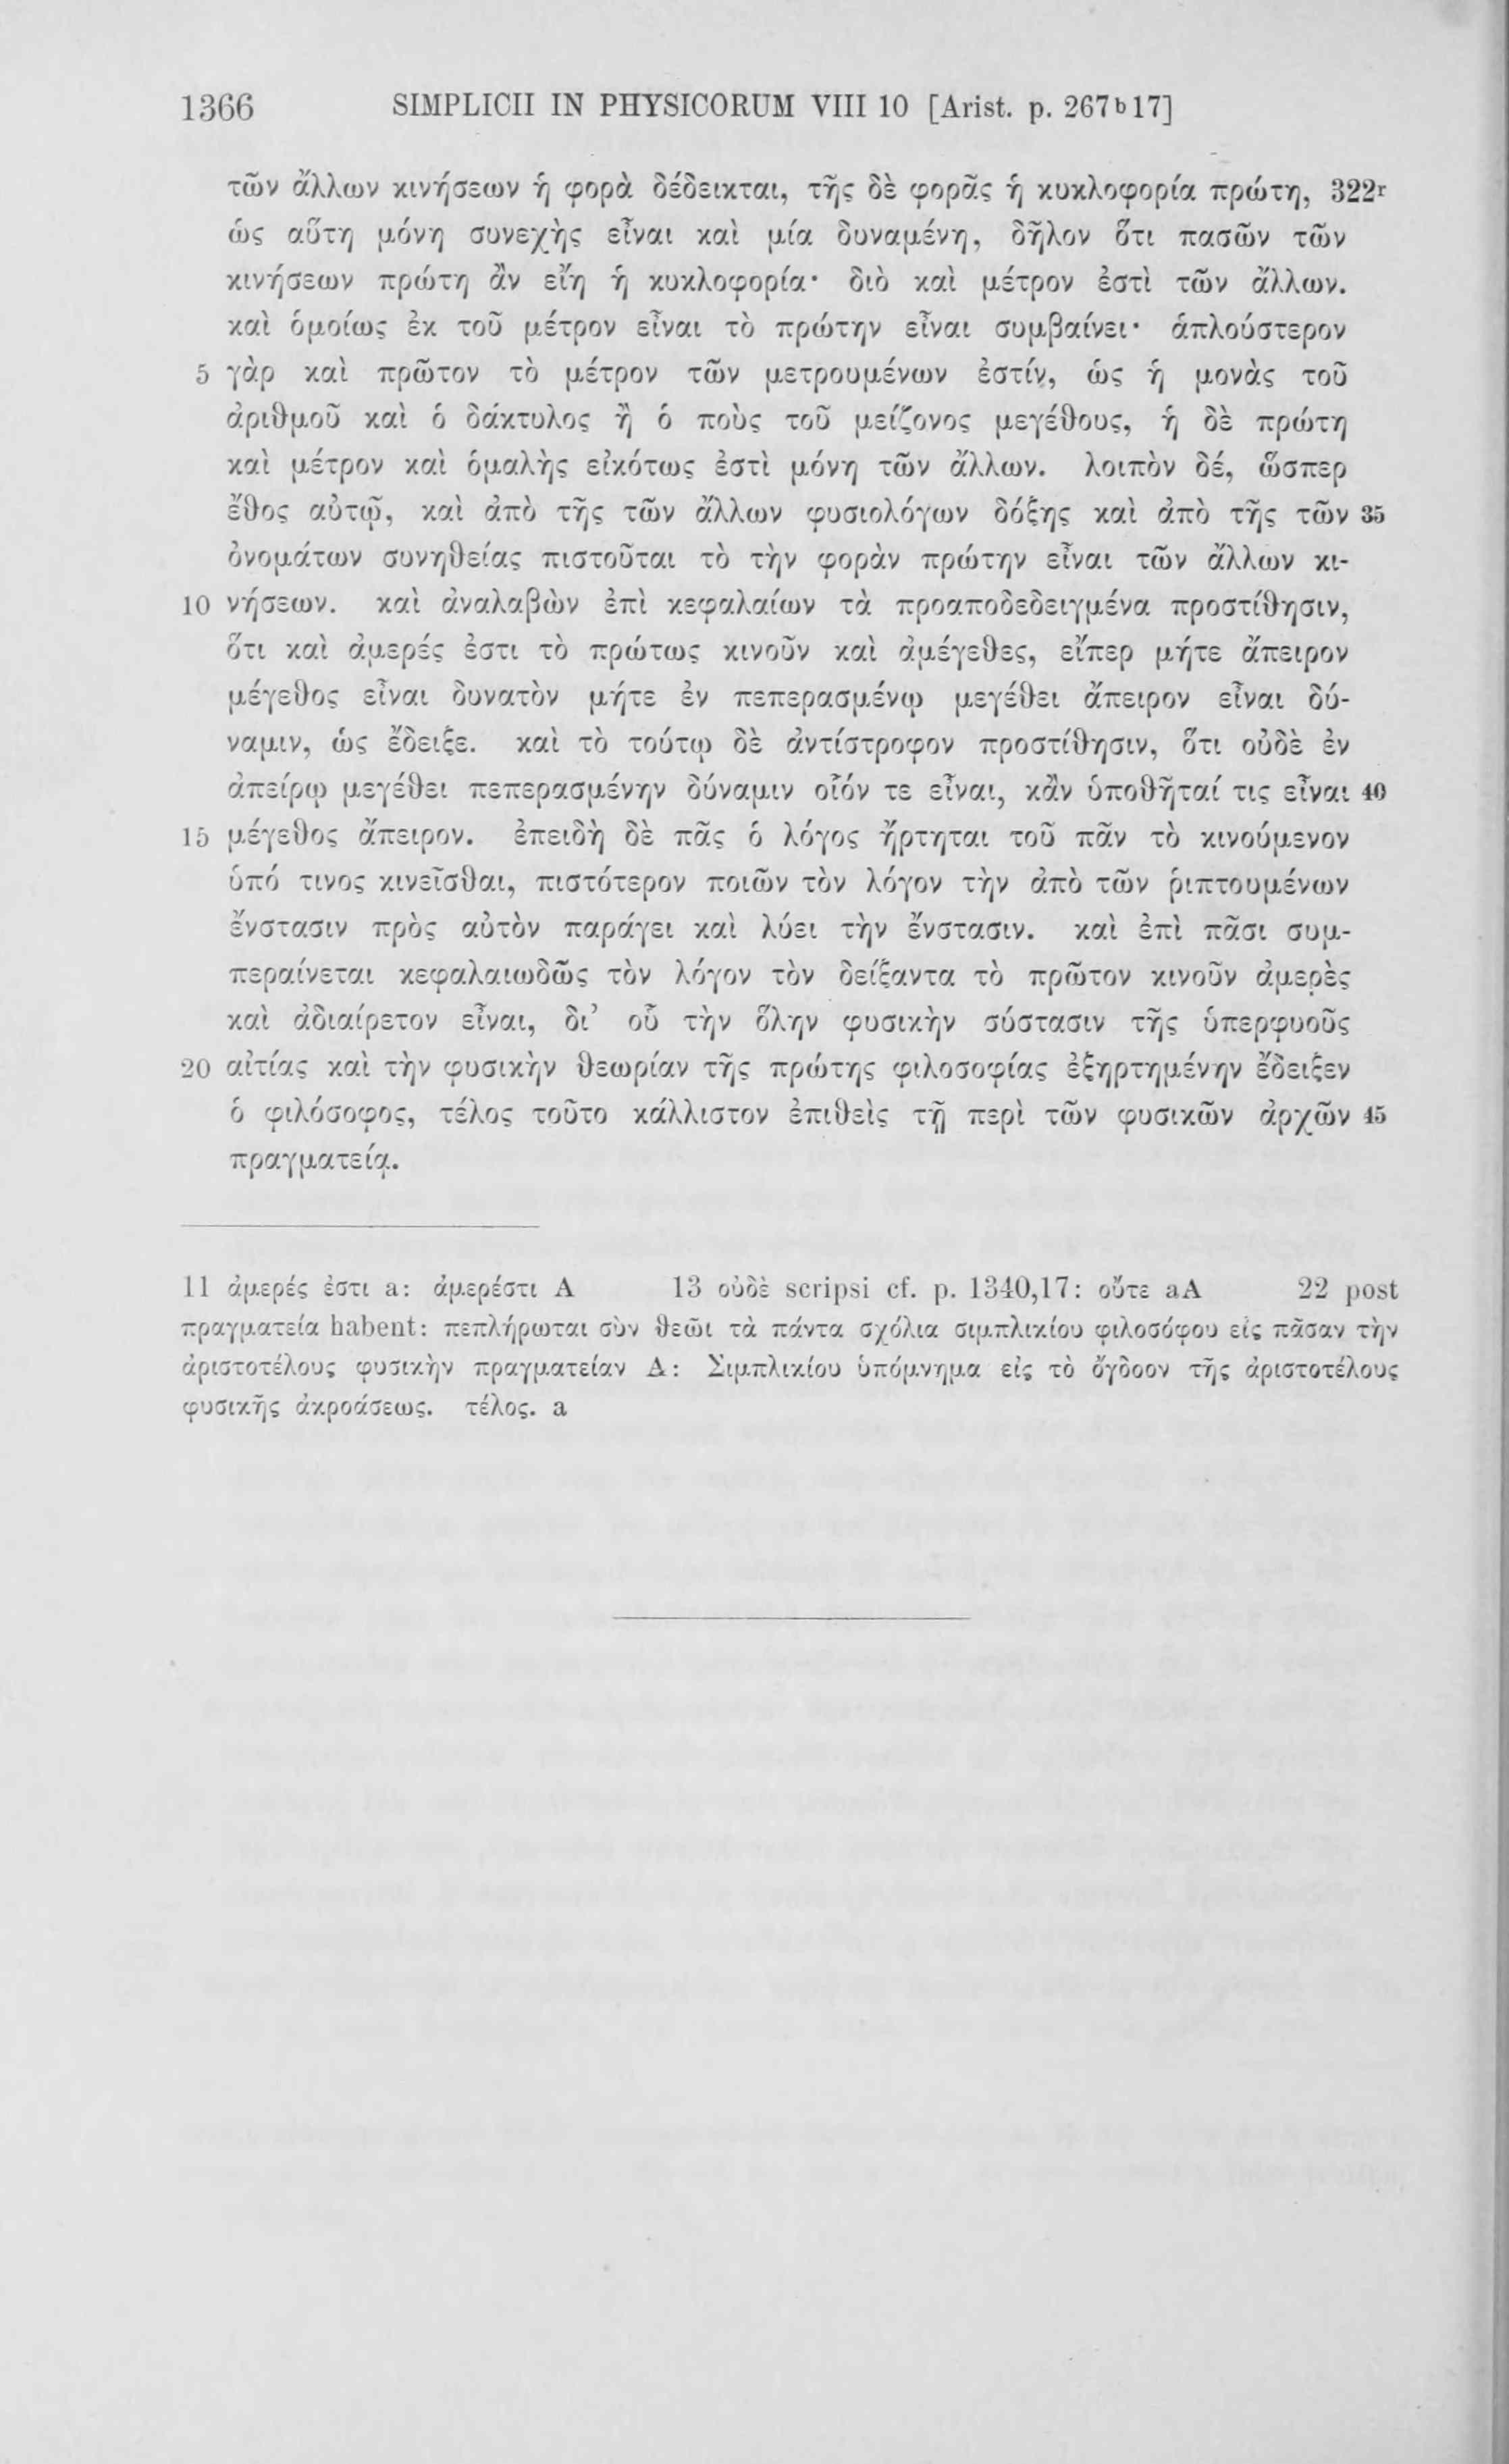 1366 SIMPLICII IN PHYSICORUM VIII 10 [Arist. p. 267ᵇ17]
τῶν ἄλλων κινήσεων ἡ φορὰ δέδεικται, τῆς δὲ φορᾶς ἡ κυκλοφορία πρώτη, 322ʳ
ὡς αὕτη μόνη συνεχὴς εἶναι καὶ μία δυναμένη, δῆλον ὅτι πασῶν τῶν
κινήσεων πρώτη ἂν εἴη ἡ κυκλοφορία· διὸ καὶ μέτρον ἐστὶ τῶν ἄλλων.
καὶ ὁμοίως ἐκ τοῦ μέτρον εἶναι τὸ πρώτην εἶναι συμβαίνει· ἁπλούστερον
5 γὰρ καὶ πρῶτον τὸ μέτρον τῶν μετρουμένων ἐστίν, ὡς ἡ μονὰς τοῦ
ἀριθμοῦ καὶ ὁ δάκτυλος ἢ ὁ ποὺς τοῦ μείζονος μεγέθους, ἡ δὲ πρώτη
καὶ μέτρον καὶ ὁμαλὴς εἰκότως ἐστὶ μόνη τῶν ἄλλων. λοιπὸν δέ, ὥσπερ
ἔθος αὐτῷ, καὶ ἀπὸ τῆς τῶν ἄλλων φυσιολόγων δόξης καὶ ἀπὸ τῆς τῶν 35
ὀνομάτων συνηθείας πιστοῦται τὸ τὴν φορὰν πρώτην εἶναι τῶν ἄλλων κι-
10 νήσεων. καὶ ἀναλαβὼν ἐπὶ κεφαλαίων τὰ προαποδεδειγμένα προστίθησιν,
ὅτι καὶ ἀμερές ἐστι τὸ πρώτως κινοῦν καὶ ἀμέγεθες, εἴπερ μήτε ἄπειρον
μέγεθος εἶναι δυνατὸν μήτε ἐν πεπερασμένῳ μεγέθει ἄπειρον εἶναι δύ-
ναμιν, ὡς ἔδειξε. καὶ τὸ τούτῳ δὲ ἀντίστροφον προστίθησιν, ὅτι οὐδὲ ἐν
ἀπείρῳ μεγέθει πεπερασμένην δύναμιν οἷόν τε εἶναι, κἂν ὑποθῆταί τις εἶναι 40
15 μέγεθος ἄπειρον. ἐπειδὴ δὲ πᾶς ὁ λόγος ἤρτηται τοῦ πᾶν τὸ κινούμενον
ὑπό τινος κινεῖσθαι, πιστότερον ποιῶν τὸν λόγον τὴν ἀπὸ τῶν ῥιπτουμένων
ἔνστασιν πρὸς αὐτὸν παράγει καὶ λύει τὴν ἔνστασιν. καὶ ἐπὶ πᾶσι συμ-
περαίνεται κεφαλαιωδῶς τὸν λόγον τὸν δείξαντα τὸ πρῶτον κινοῦν ἀμερὲς
καὶ ἀδιαίρετον εἶναι, δι’ οὗ τὴν ὅλην φυσικὴν σύστασιν τῆς ὑπερφυοῦς
20 αἰτίας καὶ τὴν φυσικὴν θεωρίαν τῆς πρώτης φιλοσοφίας ἐξηρτημένην ἔδειξεν
ὁ φιλόσοφος, τέλος τοῦτο κάλλιστον ἐπιθεὶς τῇ περὶ τῶν φυσικῶν ἀρχῶν 45
πραγματείᾳ.
11 ἀμερές ἐστι a: ἀμερέστι A 13 οὐδὲ scripsi cf. p. 1340,17: οὔτε aA 22 post
πραγματεία habent: πεπλήρωται σὺν θεῶι τὰ πάντα σχόλια σιμπλικίου φιλοσόφου εἰς πᾶσαν τὴν
ἀριστοτέλους φυσικὴν πραγματείαν A: Σιμπλικίου ὑπόμνημα εἰς τὸ ὄγδοον τῆς ἀριστοτέλους
φυσικῆς ἀκροάσεως. τέλος. a